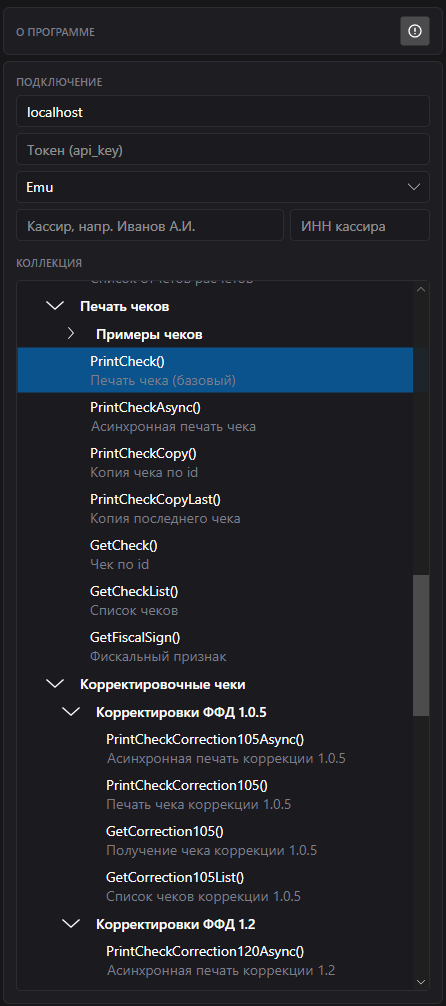 О ПРОГРАММЕ
ПОДКЛЮЧЕНИЕ
localhost
Токен (api_key)
Emu
Кассир, напр. Иванов А.И.
ИНН кассира
КОЛЛЕКЦИЯ
Список отчетов расчетов
Печать чеков
Примеры чеков
PrintCheck()
Печать чека (базовый)
PrintCheckAsync()
Асинхронная печать чека
PrintCheckCopy()
Копия чека по id
PrintCheckCopyLast()
Копия последнего чека
GetCheck()
Чек по id
GetCheckList()
Список чеков
GetFiscalSign()
Фискальный признак
Корректировочные чеки
Корректировки ФФД 1.0.5
PrintCheckCorrection105Async()
Асинхронная печать коррекции 1.0.5
PrintCheckCorrection105()
Печать чека коррекции 1.0.5
GetCorrection105()
Получение чека коррекции 1.0.5
GetCorrection105List()
Список чеков коррекции 1.0.5
Корректировки ФФД 1.2
PrintCheckCorrection120Async()
Асинхронная печать коррекции 1.2